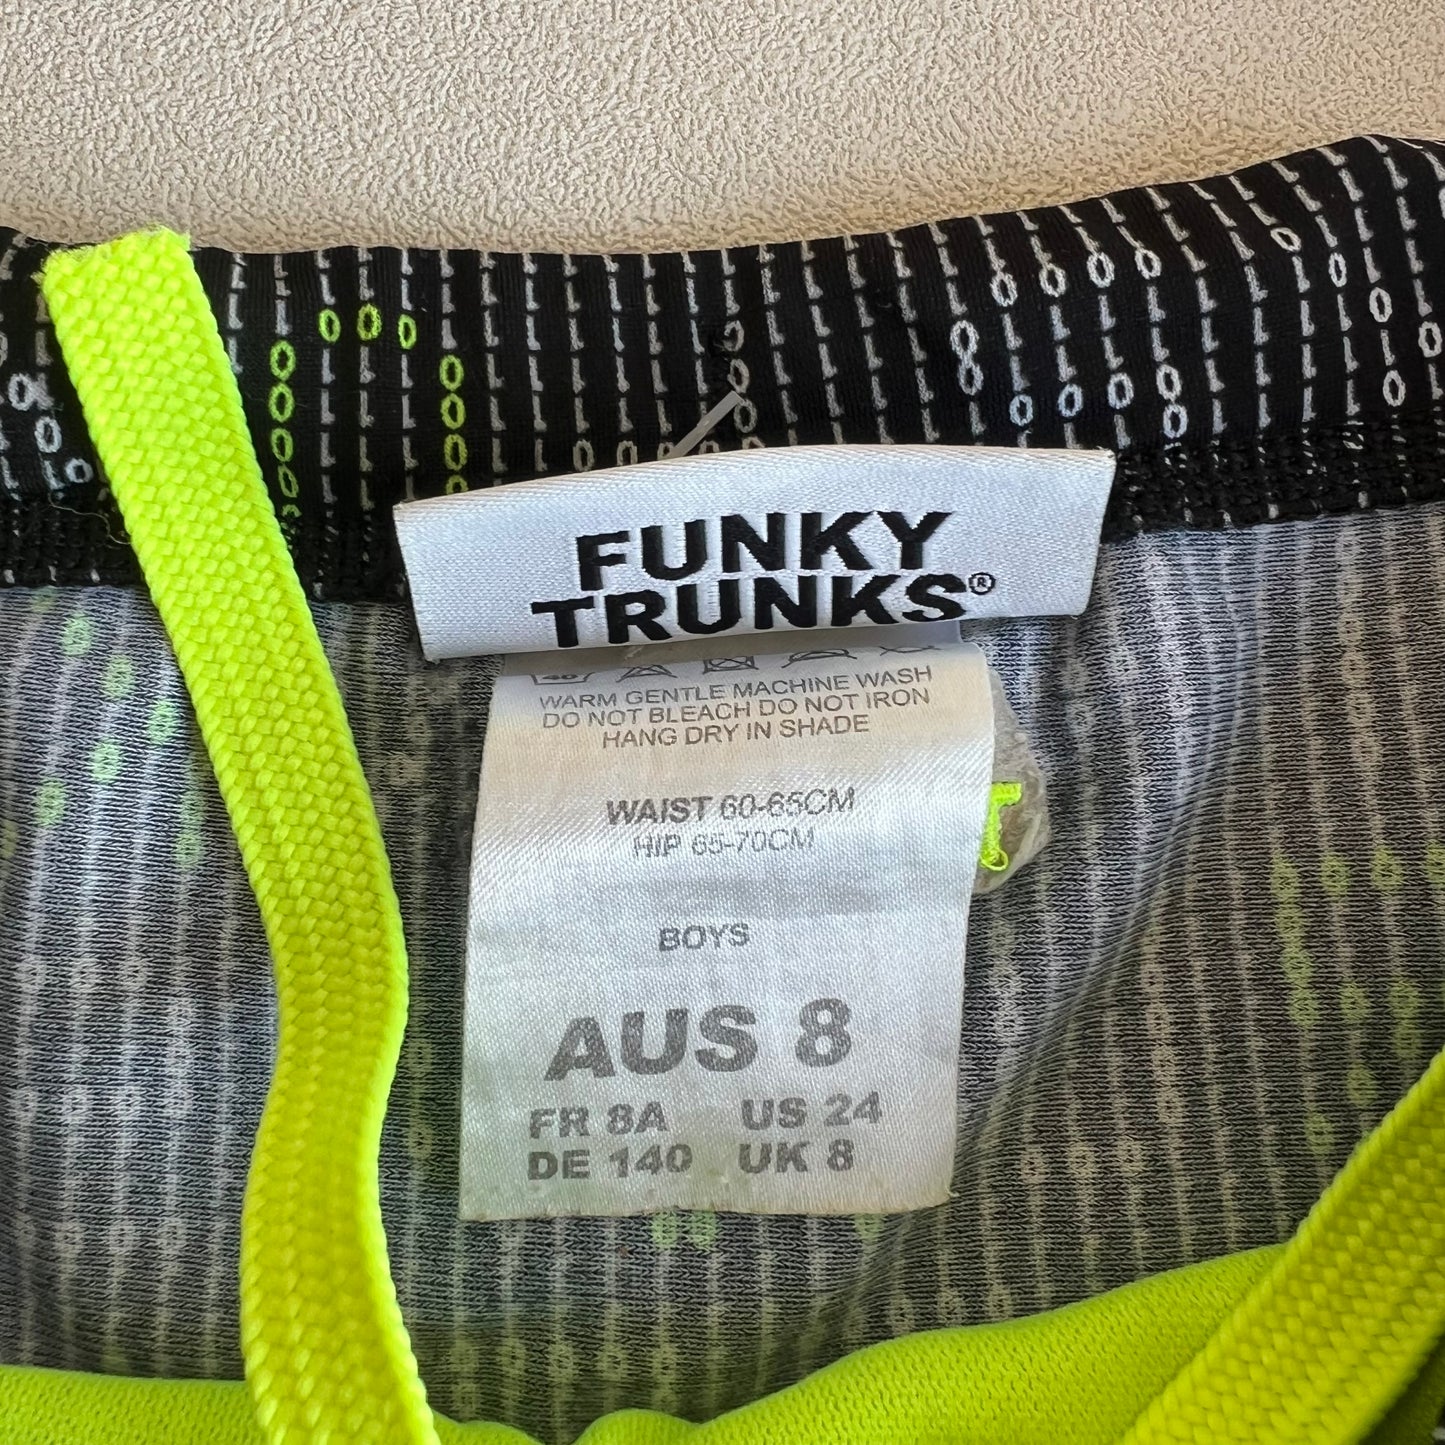 FUNKY
TRUNKS®
40
WARM GENTLE MACHINE WASH
DO NOT BLEACH DO NOT IRON
HANG DRY IN SHADE
WAIST 60-65CM
HIP 65-70CM
BOYS
AUS 8
FR 8A US 24
DE 140 UK 8